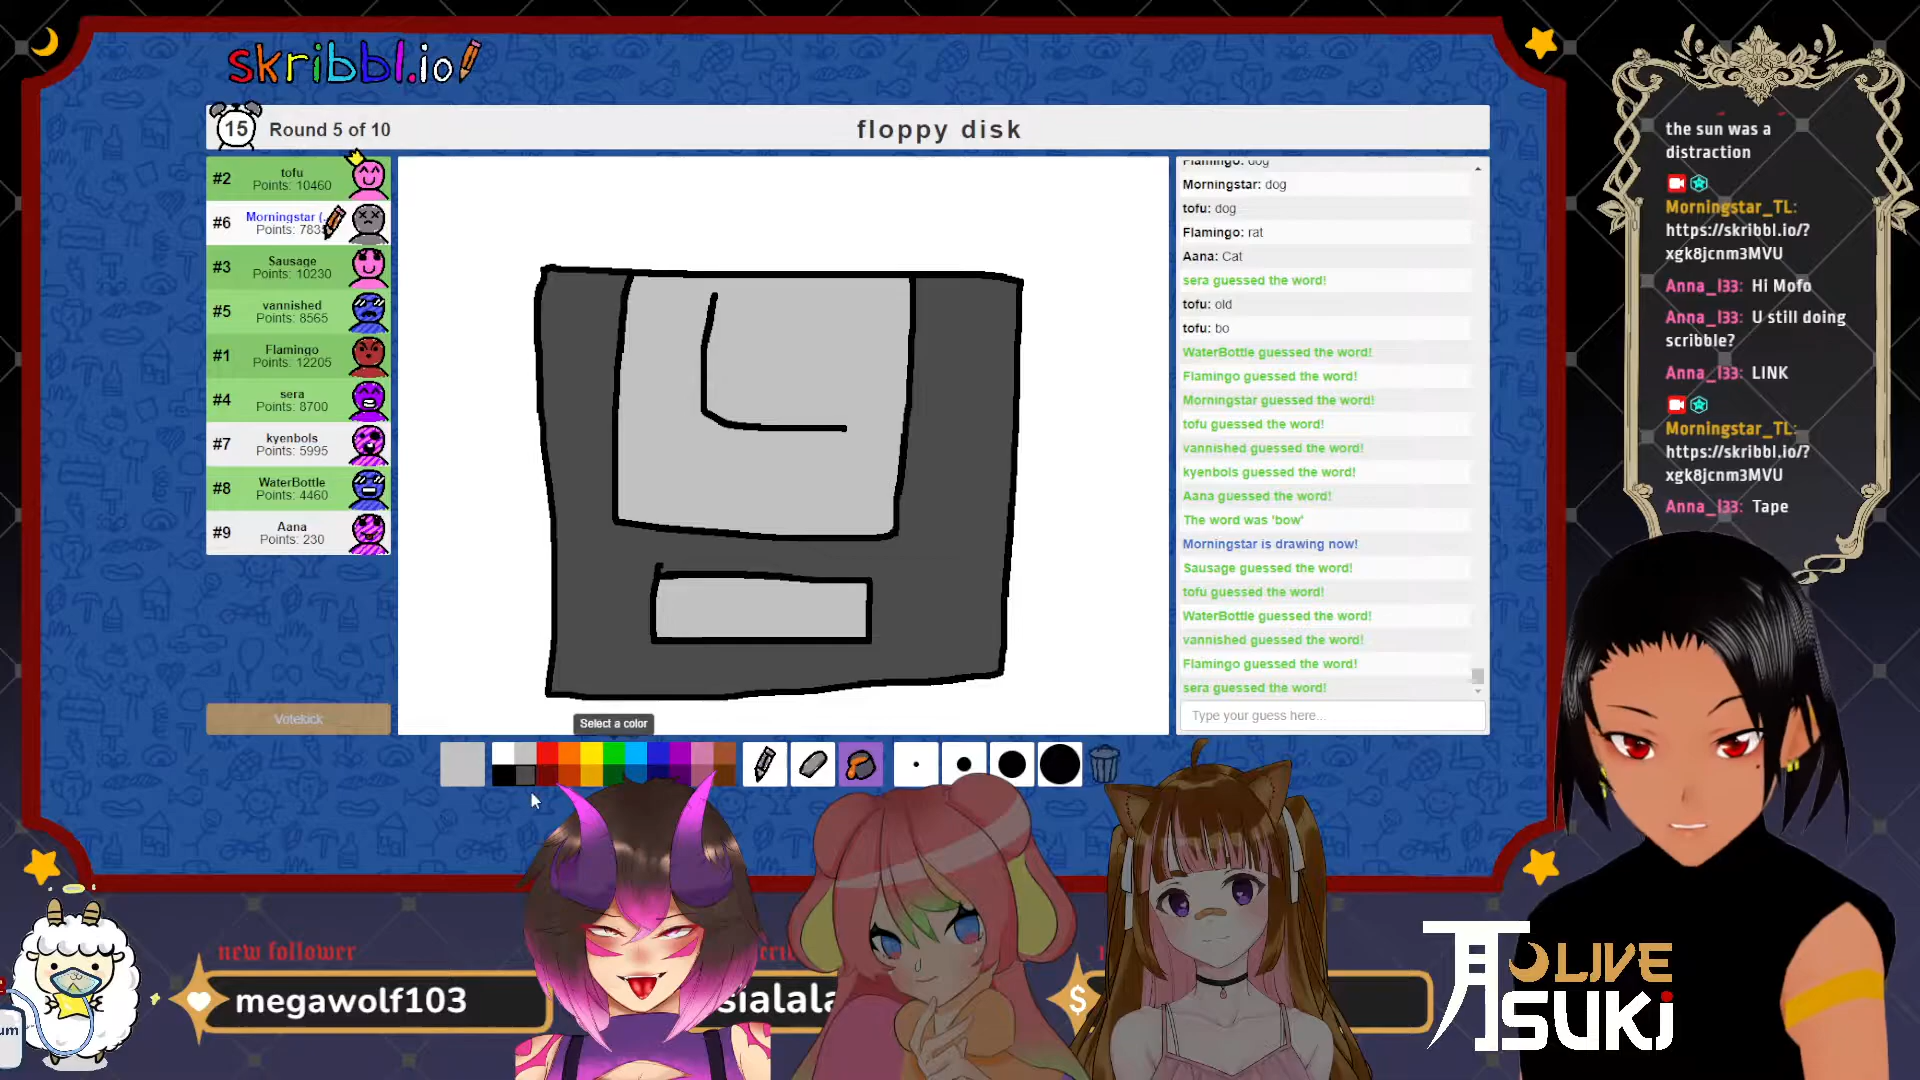 skribbl.io
15
Round 5 of 10
floppy disk
#2
tofu
Points: 10460
#6
Morningstar (
#3
Sausage
Points: 10230
#5
vannished
Points: 8565
#1
Flamingo
Points: 12205
#4
sera
Points: 8700
#7
kyenbols
Points: 5995
#8
WaterBottle
Points: 4460
#9
Aana
Points: 230
Votekick
Select a color
Flamingo: dog
Morningstar: dog
tofu: dog
Flamingo: rat
Aana: Cat
sera guessed the word!
tofu: old
tofu: bo
WaterBottle guessed the word!
Flamingo guessed the word!
Morningstar guessed the word!
tofu guessed the word!
vannished guessed the word!
kyenbols guessed the word!
Aana guessed the word!
The word was 'bow'
Morningstar is drawing now!
Sausage guessed the word!
tofu guessed the word!
WaterBottle guessed the word!
vannished guessed the word!
Flamingo guessed the word!
sera guessed the word!
Type your guess here...
the sun was a
distraction
Morningstar_TL:
https://skribbl.io/?
xgk8jcnm3MVU
Anna_l33: Hi Mofo
Anna_l33: U still doing
scribble?
Anna_l33: LINK
Morningstar_TL:
https://skribbl.io/?
xgk8jcnm3MVU
Anna_l33: Tape
new follower
megawolf103
$
LIVE
TSUKi